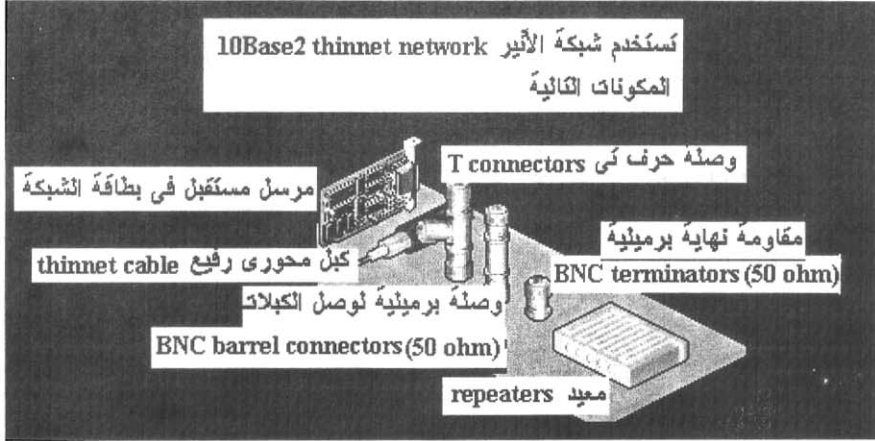 تستخدم شبكة الأثير 10Base2 thinnet network
المكونات التالية
وصلة حرف تى T connectors
مرسل مستقبل فى بطاقة الشبكة
مقاومة نهاية برميلية
BNC terminators (50 ohm)
كبل محورى رفيع thinnet cable
وصلة برميلية لوصل الكبلات
BNC barrel connectors (50 ohm)
معيد repeaters